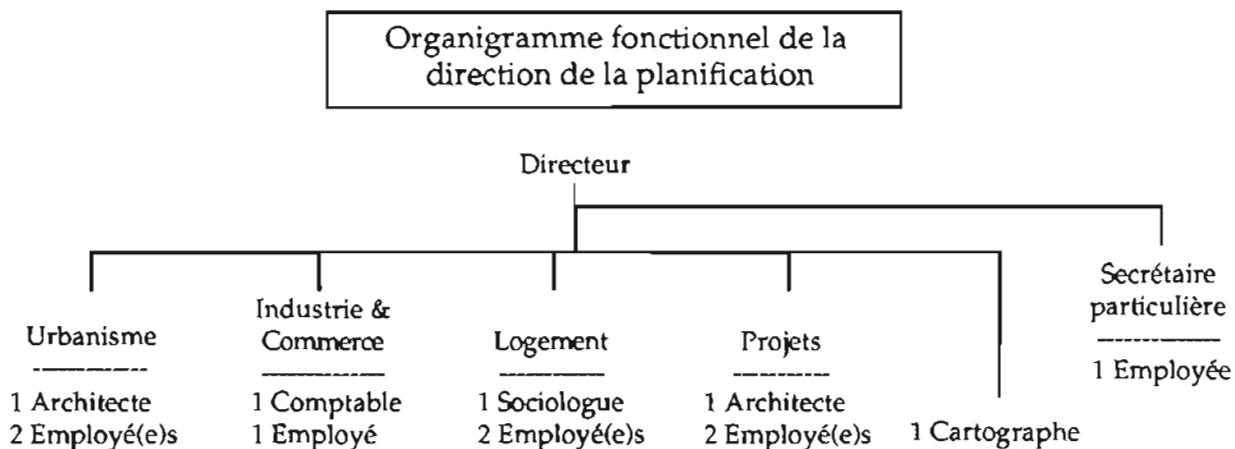 Organigramme fonctionnel de la
direction de la planification
Directeur
Urbanisme
1 Architecte
2 Employé(e)s
Industrie &
Commerce
1 Comptable
1 Employé
Logement
1 Sociologue
2 Employé(e)s
Projets
1 Architecte
2 Employé(e)s
1 Cartographe
Secrétaire
particulière
1 Employée